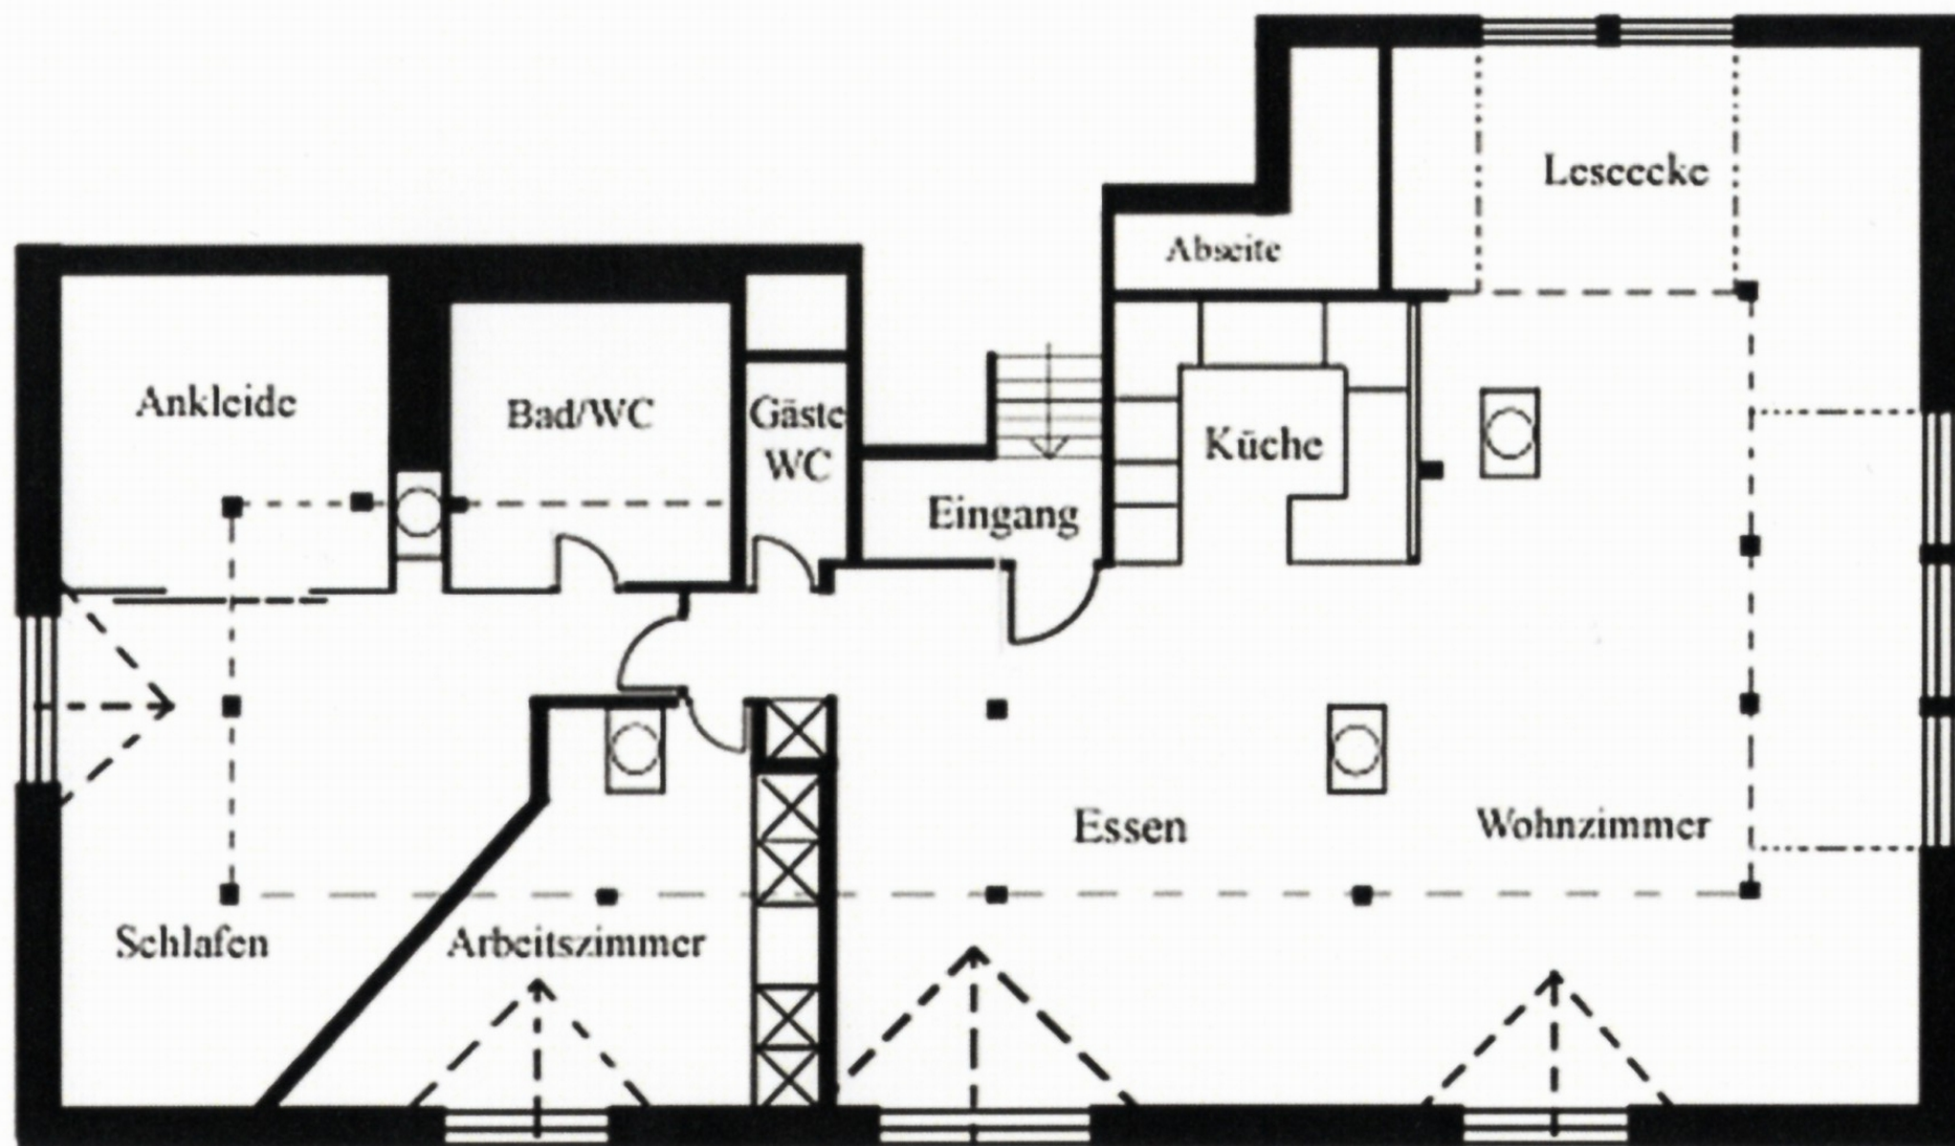 Leseecke
Abseite
Ankleide
Bad/WC
Gäste
WC
Küche
Eingang
Essen
Wohnzimmer
Schlafen
Arbeitszimmer